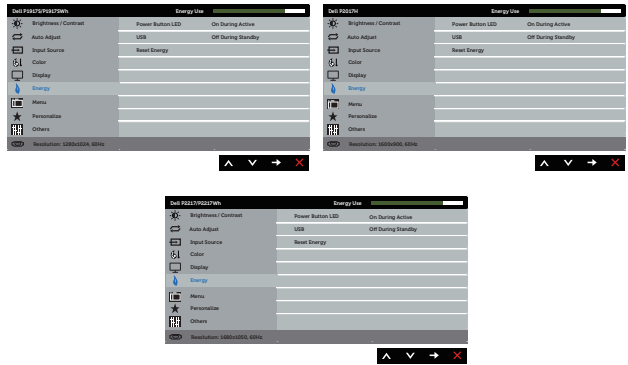 Dell P1917S/P1917SWh Energy Use
Brightness / Contrast Power Button LED On During Active
Auto Adjust USB Off During Standby
Input Source Reset Energy
Color
Display
Energy
Menu
Personalize
Others
Resolution: 1280x1024, 60Hz
Dell P2017H Energy Use
Brightness / Contrast Power Button LED On During Active
Auto Adjust USB Off During Standby
Input Source Reset Energy
Color
Display
Energy
Menu
Personalize
Others
Resolution: 1600x900, 60Hz
Dell P2217/P2217Wh Energy Use
Brightness / Contrast Power Button LED On During Active
Auto Adjust USB Off During Standby
Input Source Reset Energy
Color
Display
Energy
Menu
Personalize
Others
Resolution: 1680x1050, 60Hz